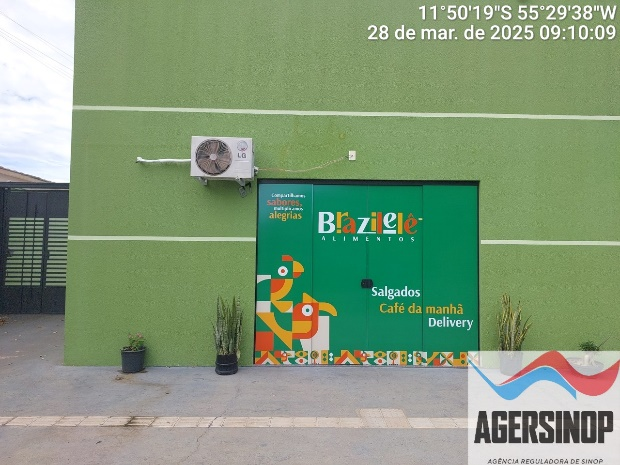 11°50'19"S 55°29'38"W
28 de mar. de 2025 09:10:09
LG
Compartilhamos
sabores,
multiplicamos
alegrias
Brazilelê
ALIMENTOS
Salgados
Café da manhã
Delivery
AGERSINOP
AGÊNCIA REGULADORA DE SINOP